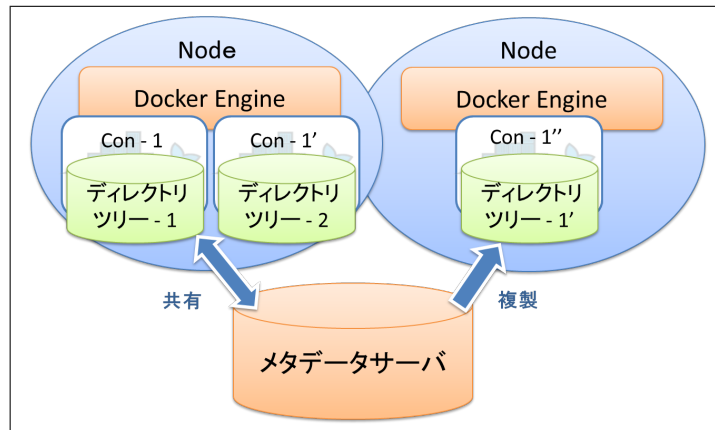 Node
Docker Engine
Con - 1
ディレクトリ
ツリー - 1
Con - 1’
ディレクトリ
ツリー - 2
Node
Docker Engine
Con - 1’’
ディレクトリ
ツリー - 1’
共有
複製
メタデータサーバ